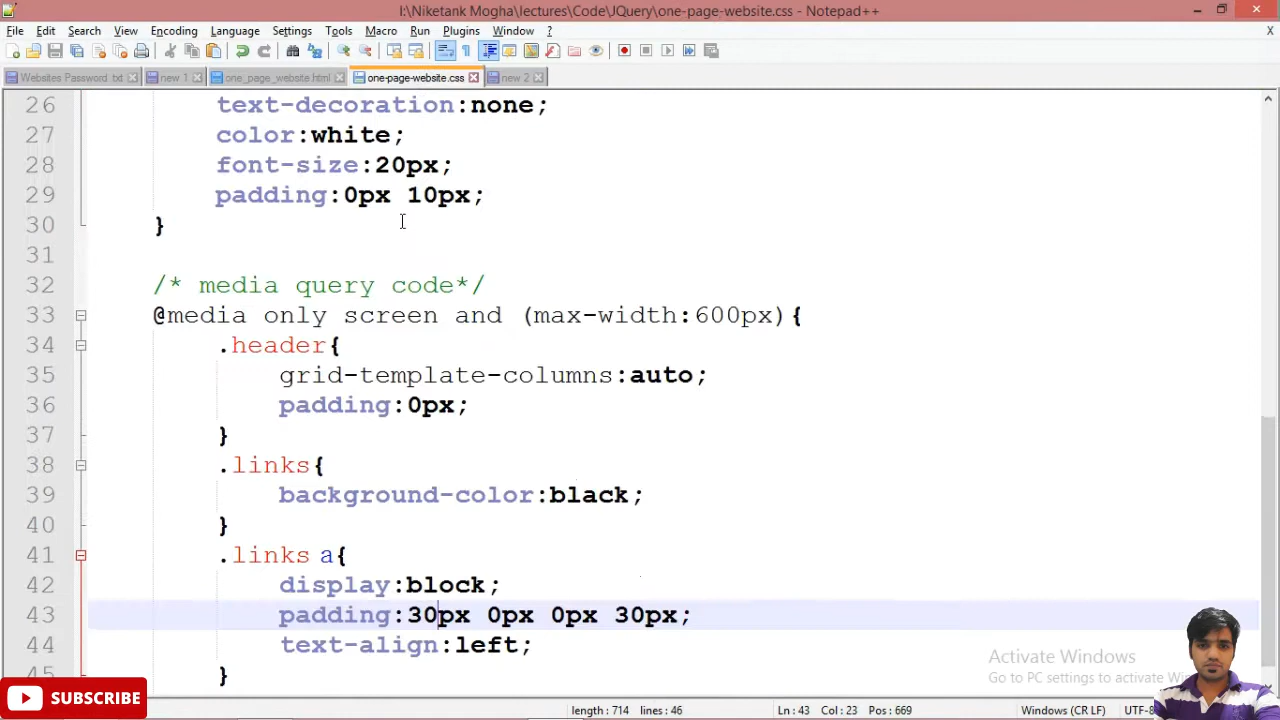 I:\Niketank Mogha\lectures\Code\JQuery\one-page-website.css - Notepad++
File Edit Search View Encoding Language Settings Tools Macro Run Plugins Window ?
X
Websites Password txt new 1 one_page_website html one-page-website.css new 2
26 text-decoration:none;
27 color:white;
28 font-size:20px;
29 padding:0px 10px;
30 }
31
32 /* media query code*/
33 @media only screen and (max-width:600px){
34 .header{
35 grid-template-columns:auto;
36 padding:0px;
37 }
38 .links{
39 background-color:black;
40 }
41 .links a{
42 display:block;
43 padding:30px 0px 0px 30px;
44 text-align:left;
45 }
Activate Windows
Go to PC settings to activate Win
SUBSCRIBE
length : 714 lines : 46 Ln : 43 Col : 23 Pos : 669 Windows (CR LF) UTF-8